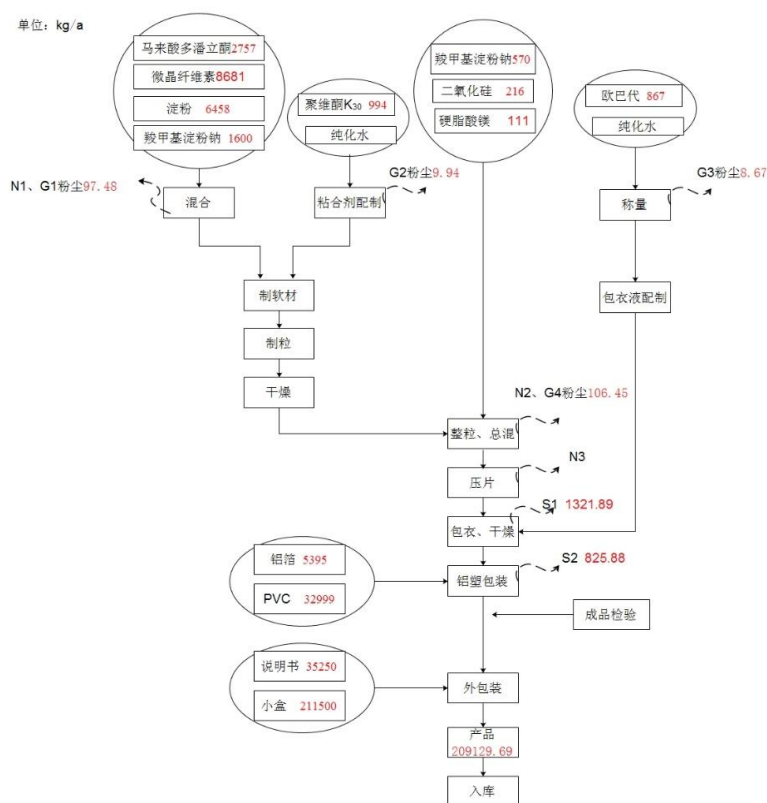 单位：kg/a
马来酸多潘立酮2757
微晶纤维素8681
淀粉 6458
羧甲基淀粉钠 1600
聚维酮K30 994
纯化水
羧甲基淀粉钠570
二氧化硅 216
硬脂酸镁 111
欧巴代 867
纯化水
N1、G1粉尘97.48
混合
粘合剂配制
G2粉尘9.94
称量
G3粉尘8.67
制软材
包衣液配制
制粒
干燥
N2、G4粉尘106.45
整粒、总混
N3
压片
S1 1321.89
包衣、干燥
铝箔 5395
PVC 32999
铝塑包装
S2 825.88
成品检验
说明书 35250
小盒 211500
外包装
产品
209129.69
入库